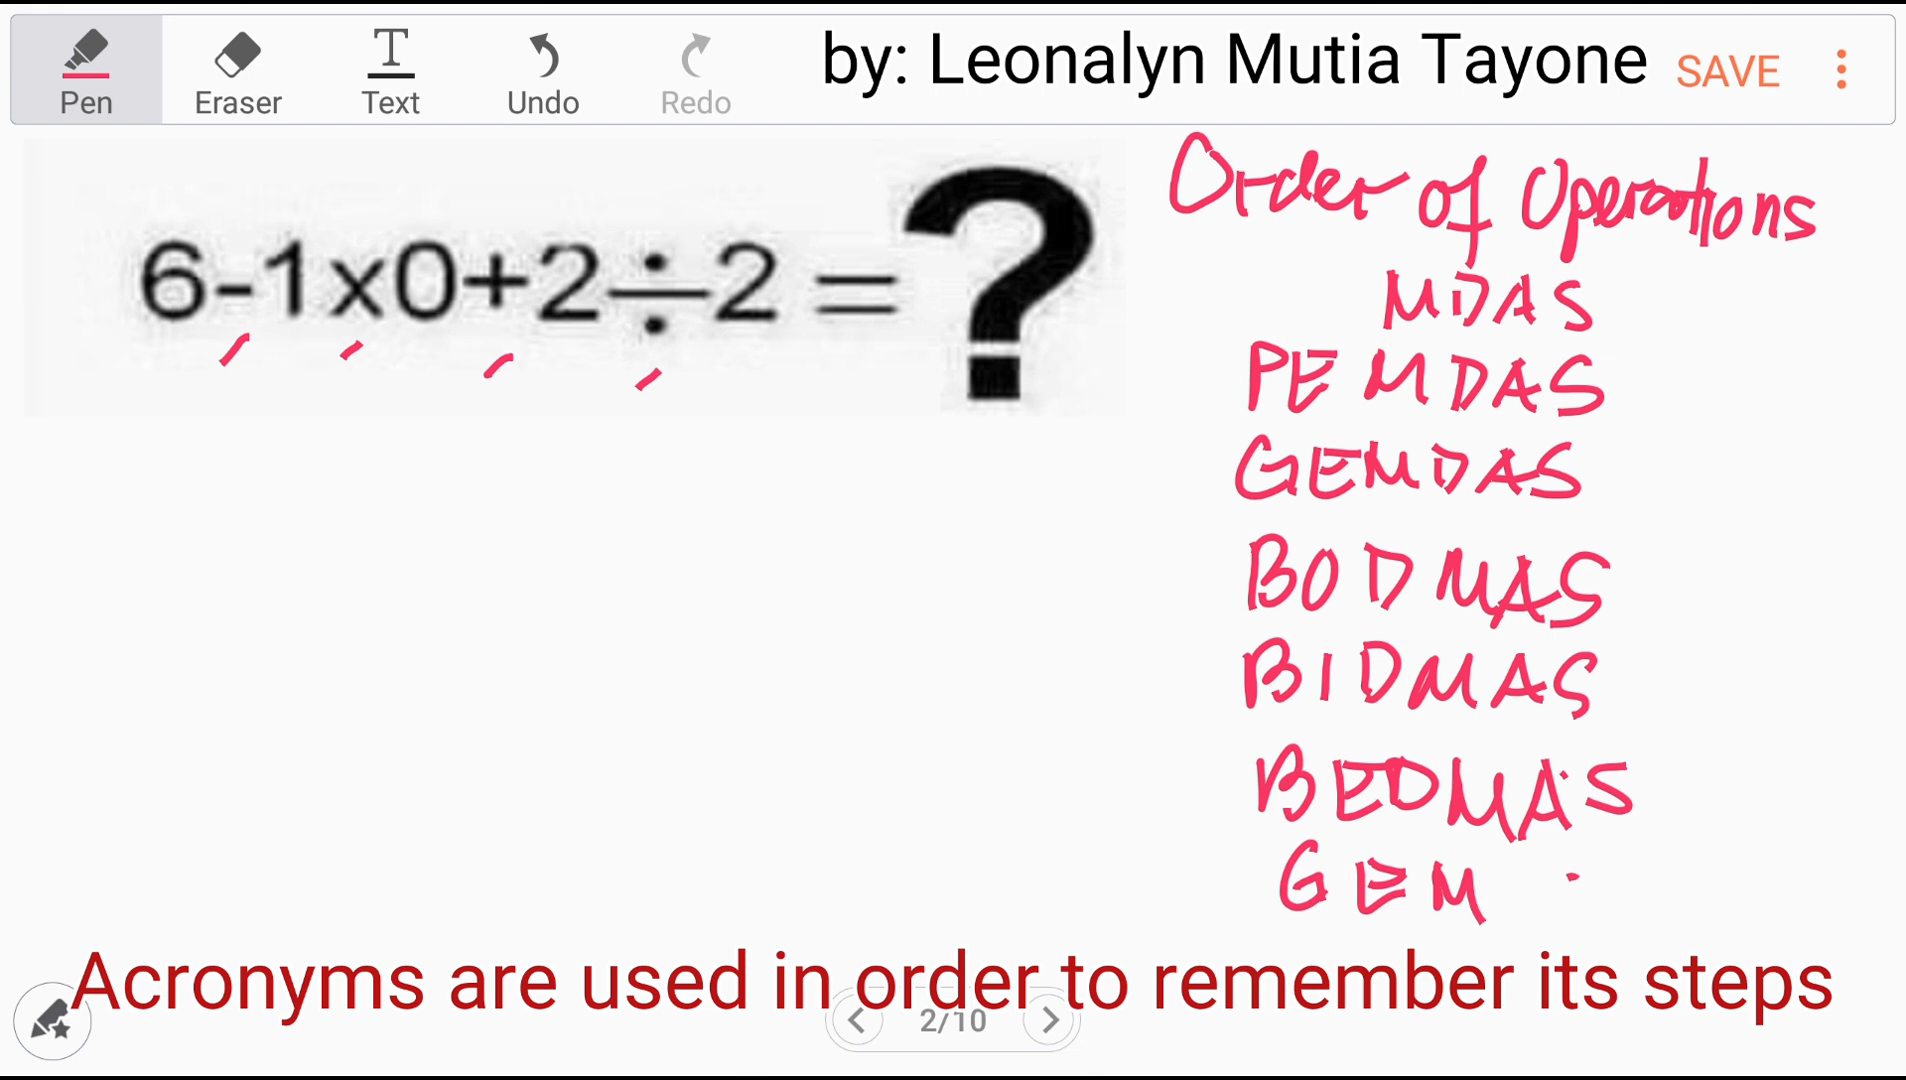 Pen Eraser Text Undo Redo by: Leonalyn Mutia Tayone SAVE
Order of Operations
6-1x0+2÷2=?
MDAS
PEMDAS
GEMDAS
BODMAS
BIDMAS
BEDMAS
GEM
Acronyms are used in order to remember its steps
2/10